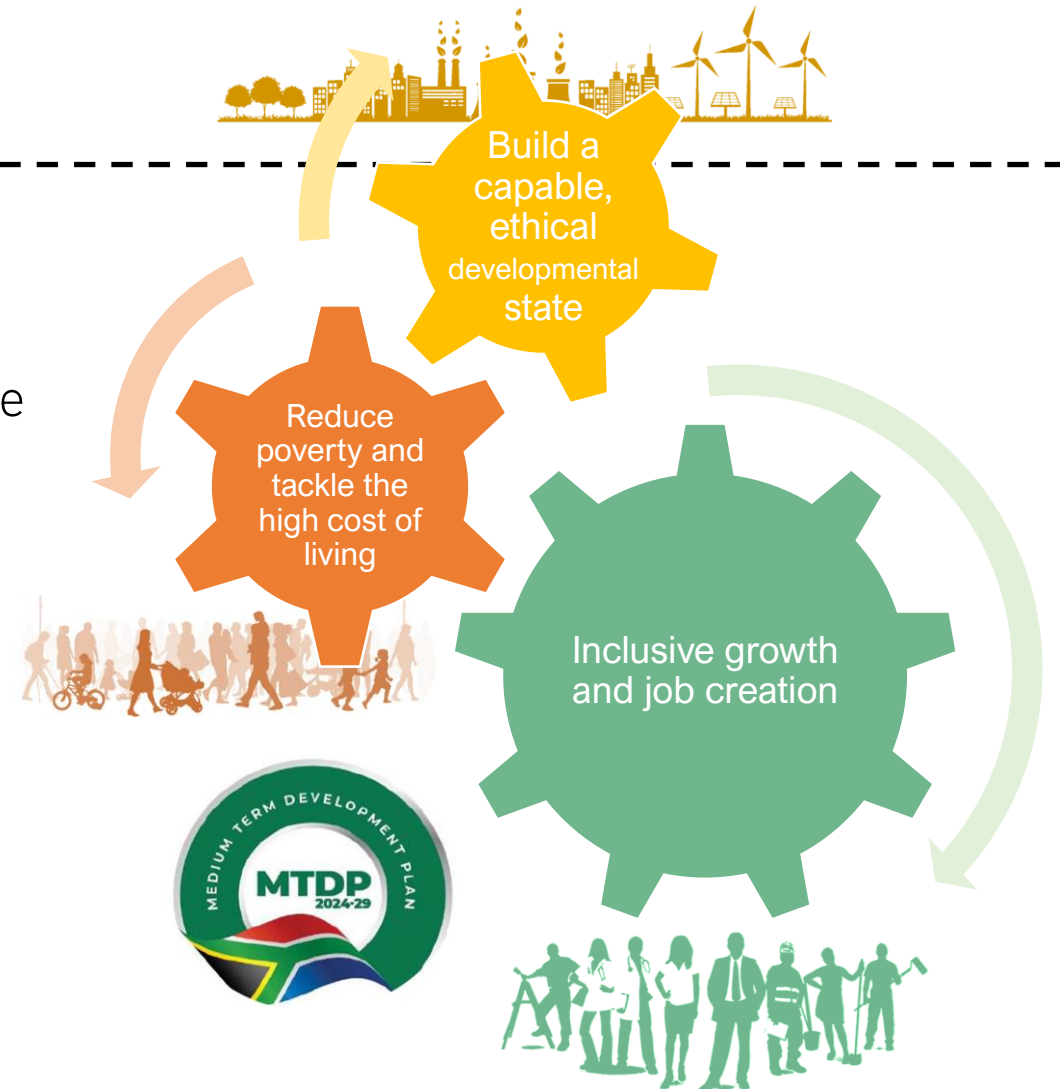 Build a
capable,
ethical
developmental
state
e
Reduce
poverty and
tackle the
high cost of
living
Inclusive growth
and job creation
MEDIUM TERM DEVELOPMENT PLAN
MTDP
2024-29